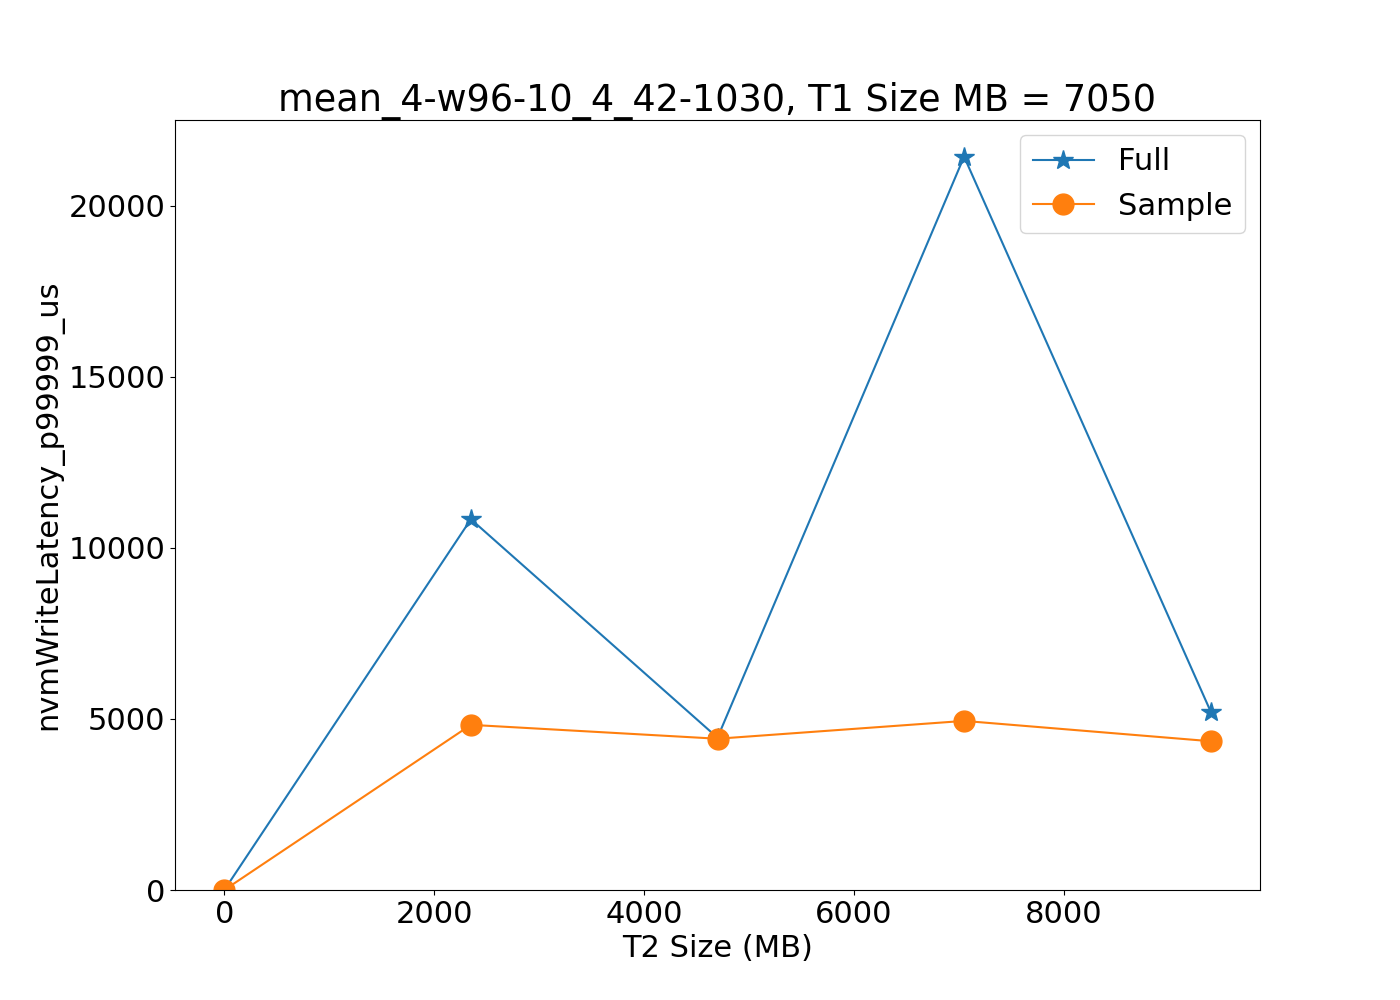 mean_4-w96-10_4_42-1030, T1 Size MB = 7050
Full
Sample
20000
15000
10000
5000
0
nvmWriteLatency_p99999_us
0 2000 4000 6000 8000
T2 Size (MB)